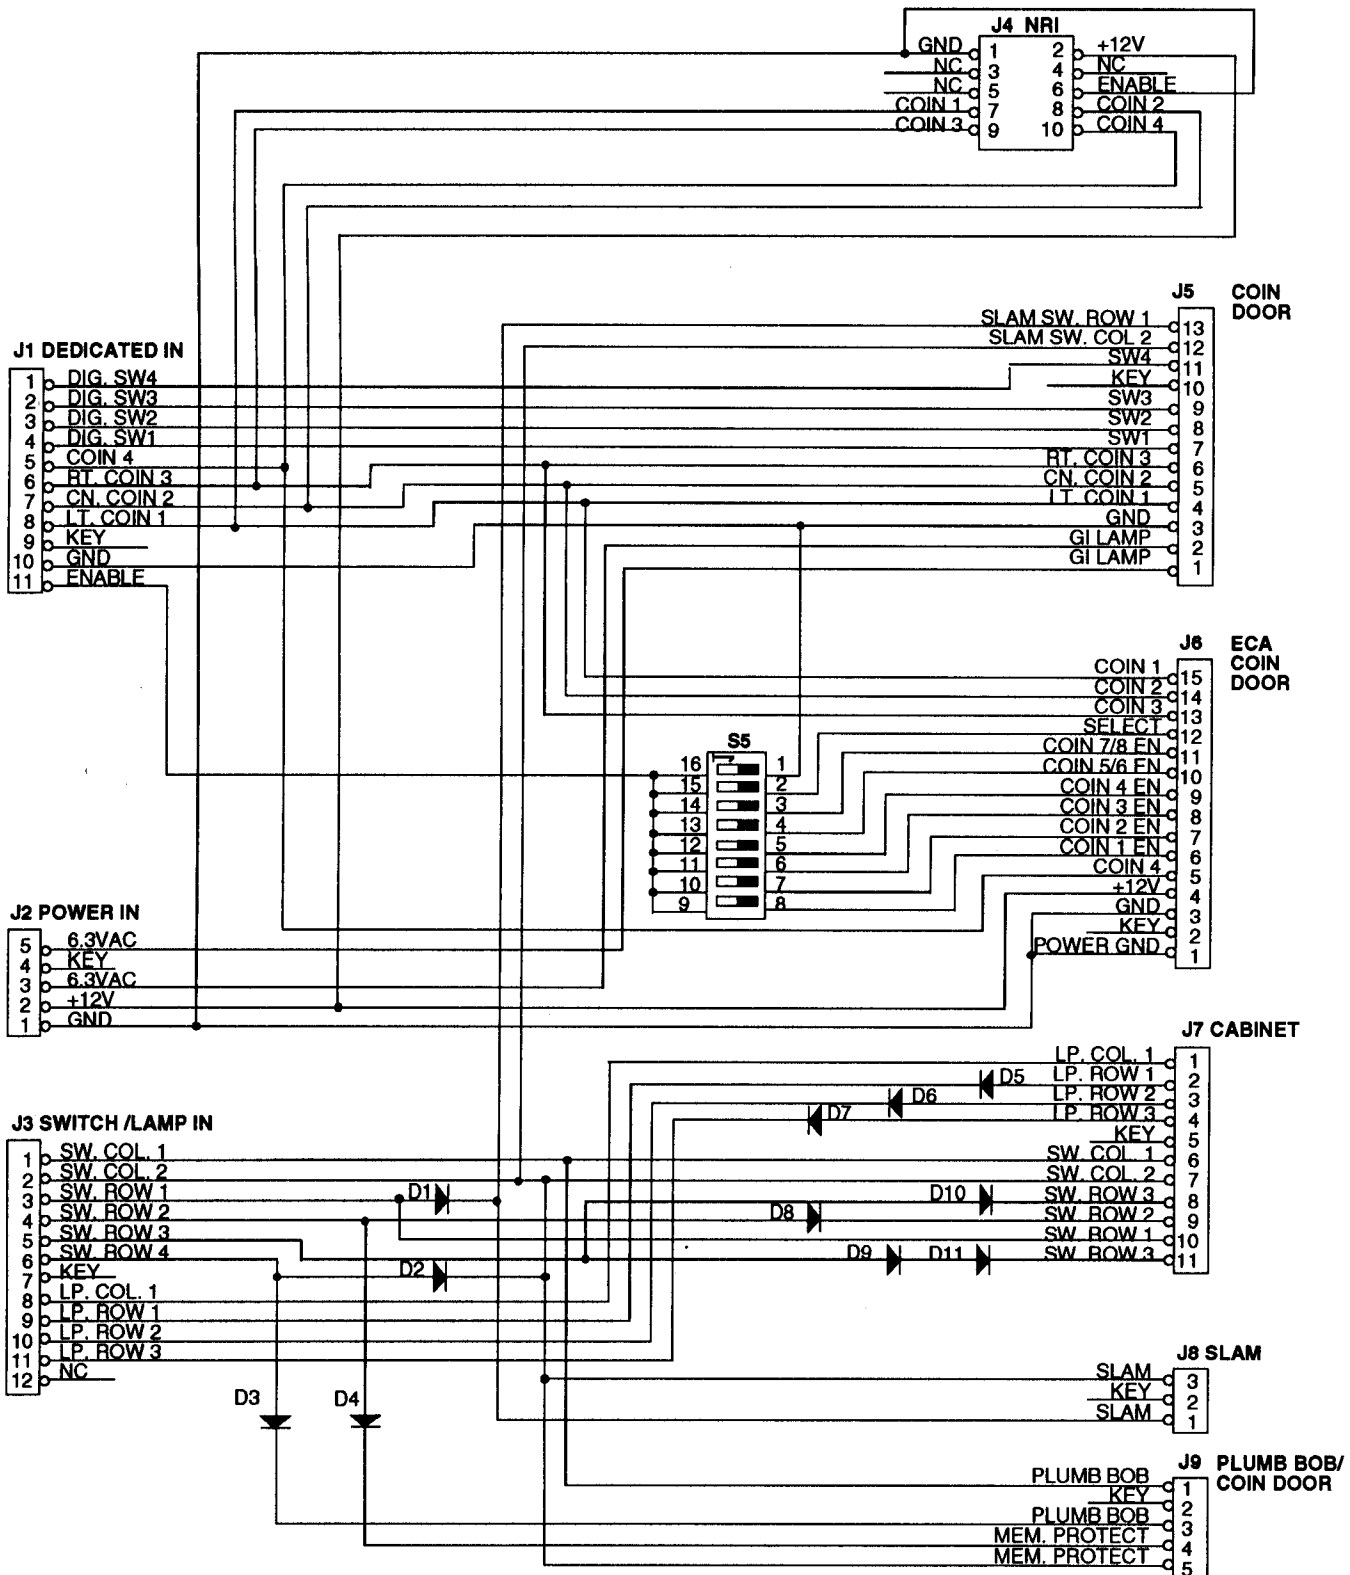 J4 NRI
GND 1 2 +12V
NC 3 4 NC
NC 5 6 ENABLE
COIN 1 7 8 COIN 2
COIN 3 9 10 COIN 4
J5 COIN DOOR
SLAM SW. ROW 1 13
SLAM SW. COL 2 12
SW4 11
KEY 10
SW3 9
SW2 8
SW1 7
RT. COIN 3 6
CN. COIN 2 5
LT. COIN 1 4
GND 3
GI LAMP 2
GI LAMP 1
J1 DEDICATED IN
1 DIG. SW4
2 DIG. SW3
3 DIG. SW2
4 DIG. SW1
5 COIN 4
6 RT. COIN 3
7 CN. COIN 2
8 LT. COIN 1
9 KEY
10 GND
11 ENABLE
J6 ECA COIN DOOR
COIN 1 15
COIN 2 14
COIN 3 13
SELECT 12
COIN 7/8 EN 11
COIN 5/6 EN 10
COIN 4 EN 9
COIN 3 EN 8
COIN 2 EN 7
COIN 1 EN 6
COIN 4 5
+12V 4
GND 3
KEY 2
POWER GND 1
S5
16 1
15 2
14 3
13 4
12 5
11 6
10 7
9 8
J2 POWER IN
5 6.3VAC
4 KEY
3 6.3VAC
2 +12V
1 GND
J7 CABINET
LP. COL. 1 1
LP. ROW 1 2
LP. ROW 2 3
LP. ROW 3 4
KEY 5
SW. COL. 1 6
SW. COL. 2 7
SW. ROW 3 8
SW. ROW 2 9
SW. ROW 1 10
SW. ROW 3 11
D5
D6
D7
J3 SWITCH /LAMP IN
1 SW. COL. 1
2 SW. COL. 2
3 SW. ROW 1
4 SW. ROW 2
5 SW. ROW 3
6 SW. ROW 4
7 KEY
8 LP. COL. 1
9 LP. ROW 1
10 LP. ROW 2
11 LP. ROW 3
12 NC
D1
D10
D8
D9
D11
D2
D3
D4
J8 SLAM
SLAM 3
KEY 2
SLAM 1
J9 PLUMB BOB/
COIN DOOR
PLUMB BOB 1
KEY 2
PLUMB BOB 3
MEM. PROTECT 4
MEM. PROTECT 5